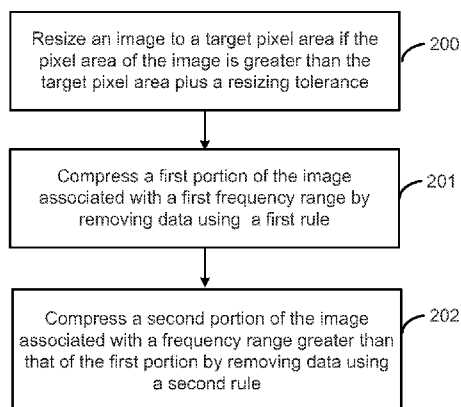 Resize an image to a target pixel area if the
pixel area of the image is greater than the
target pixel area plus a resizing tolerance
200
Compress a first portion of the image
associated with a first frequency range by
removing data using a first rule
201
Compress a second portion of the image
associated with a frequency range greater than
that of the first portion by removing data using
a second rule
202